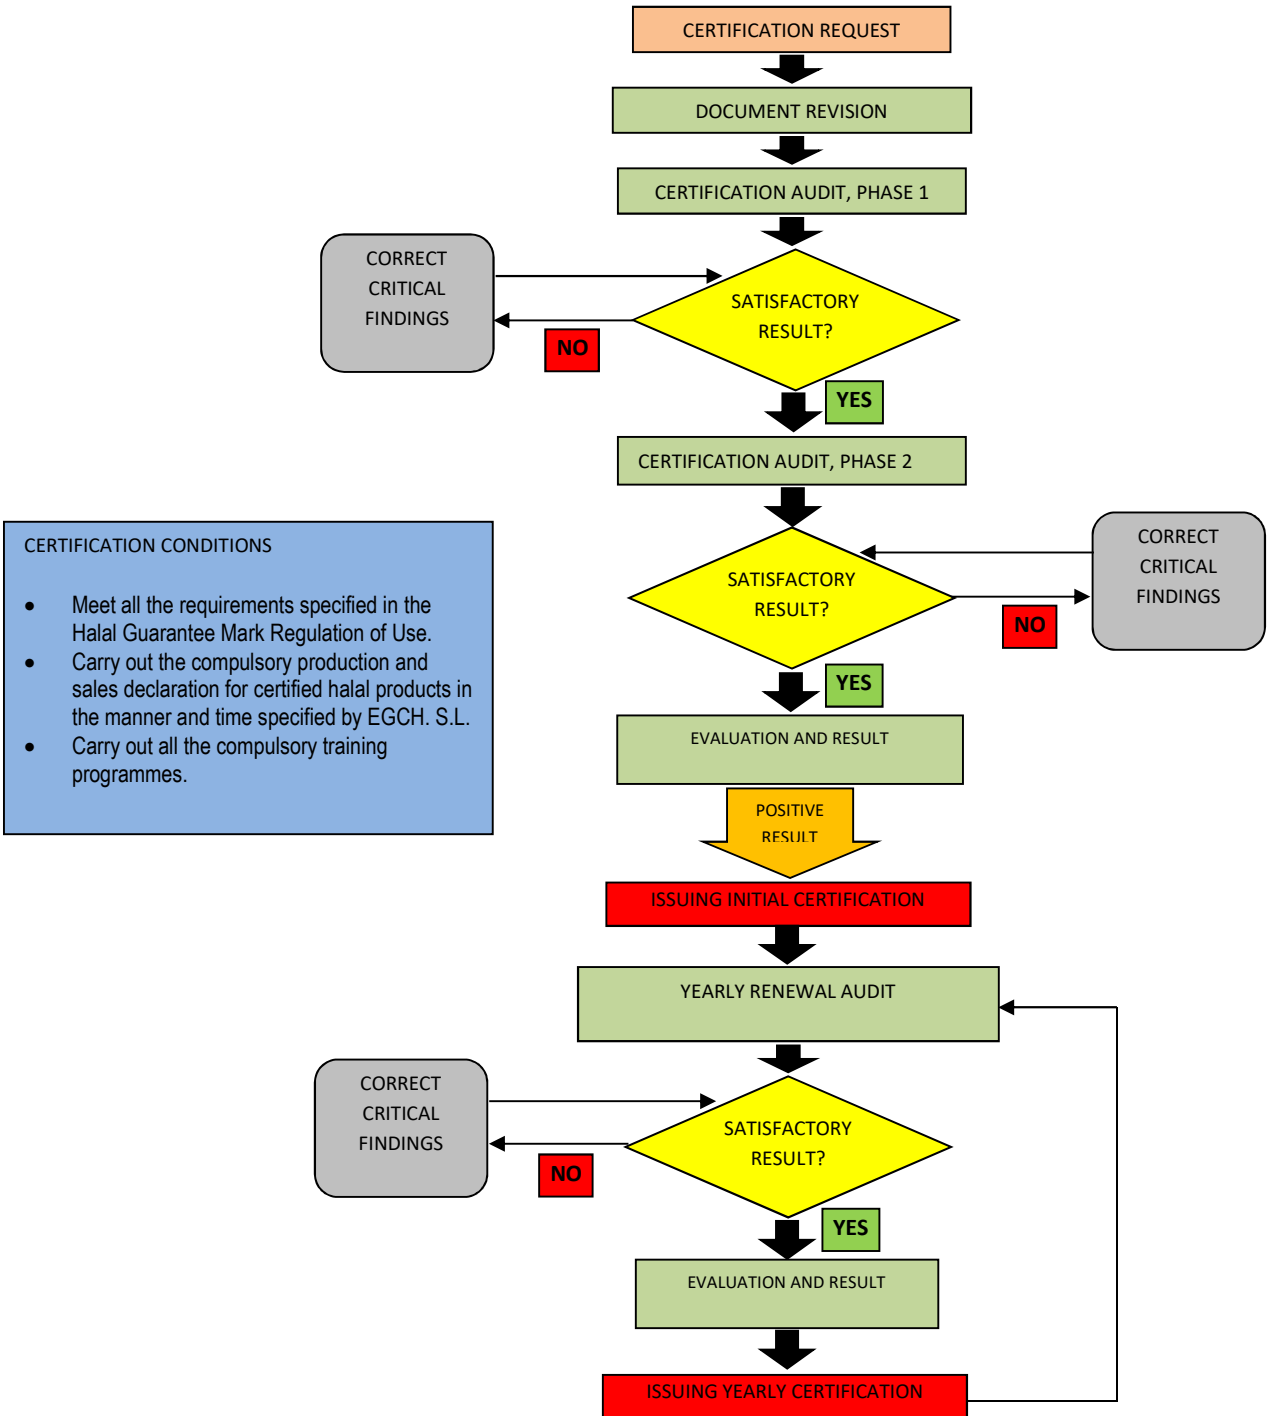 CERTIFICATION REQUEST
DOCUMENT REVISION
CERTIFICATION AUDIT, PHASE 1
CORRECT
CRITICAL
FINDINGS
SATISFACTORY
RESULT?
NO
YES
CERTIFICATION AUDIT, PHASE 2
CERTIFICATION CONDITIONS
• Meet all the requirements specified in the
Halal Guarantee Mark Regulation of Use.
• Carry out the compulsory production and
sales declaration for certified halal products in
the manner and time specified by EGCH. S.L.
• Carry out all the compulsory training
programmes.
SATISFACTORY
RESULT?
CORRECT
CRITICAL
FINDINGS
NO
YES
EVALUATION AND RESULT
POSITIVE
RESULT
ISSUING INITIAL CERTIFICATION
YEARLY RENEWAL AUDIT
CORRECT
CRITICAL
FINDINGS
SATISFACTORY
RESULT?
NO
YES
EVALUATION AND RESULT
ISSUING YEARLY CERTIFICATION